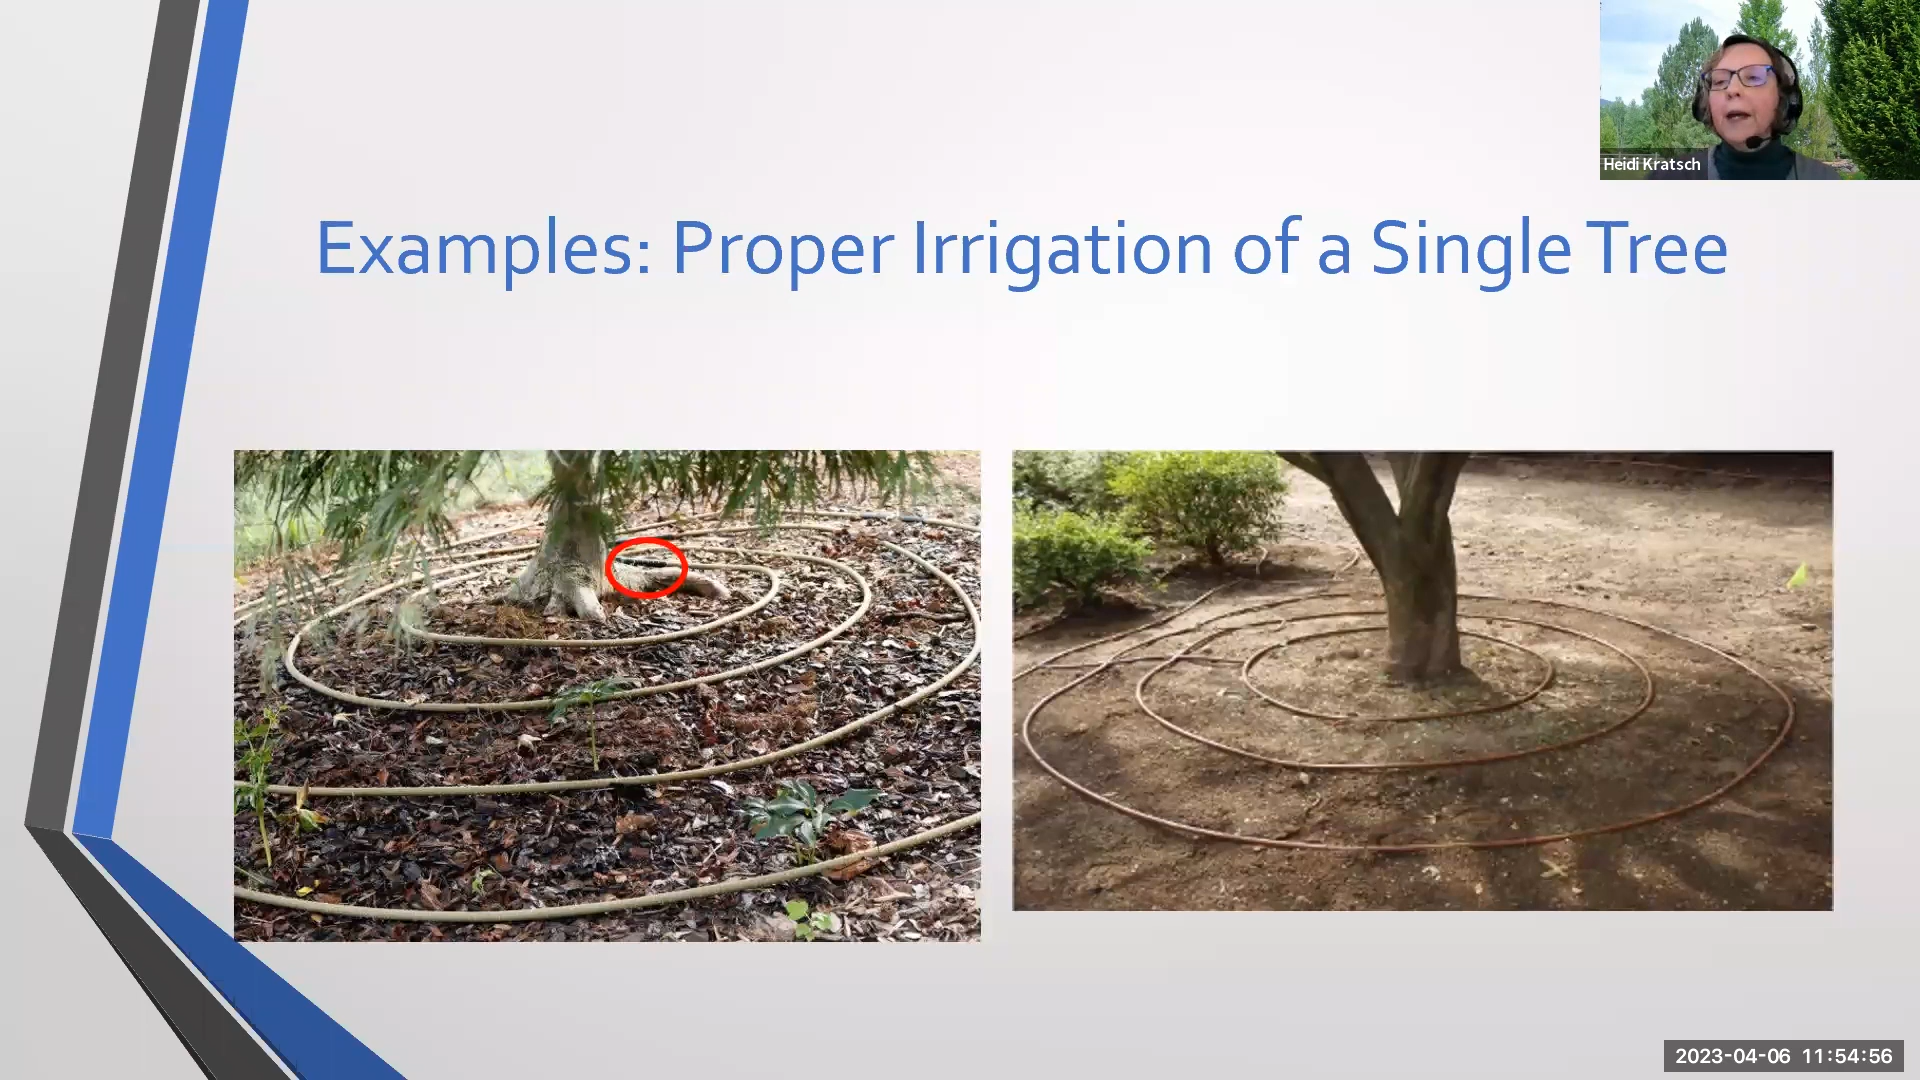 Heidi Kratsch
Examples: Proper Irrigation of a Single Tree
2023-04-06 11:54:56